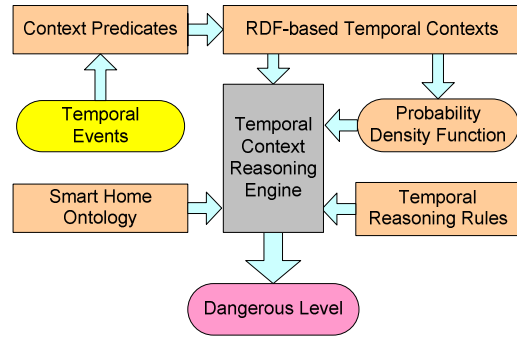 Context Predicates
RDF-based Temporal Contexts
Temporal
Events
Temporal
Context
Reasoning
Engine
Probability
Density Function
Smart Home
Ontology
Temporal
Reasoning Rules
Dangerous Level